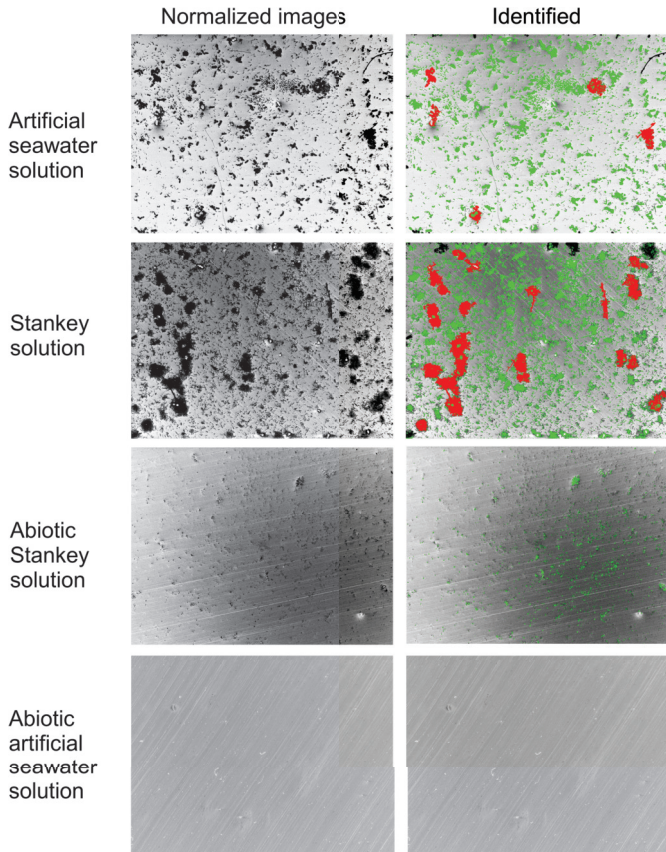 Normalized images
Identified
Artificial
seawater
solution
Stankey
solution
Abiotic
Stankey
solution
Abiotic
artificial
seawater
solution